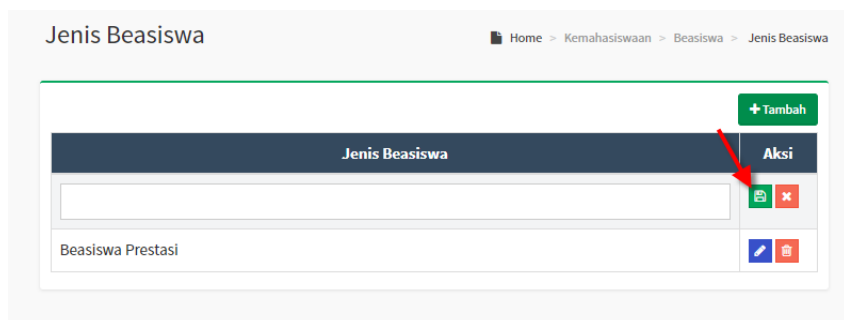 Jenis Beasiswa
Home > Kemahasiswaan > Beasiswa > Jenis Beasiswa
+Tambah
Jenis Beasiswa Aksi
Beasiswa Prestasi